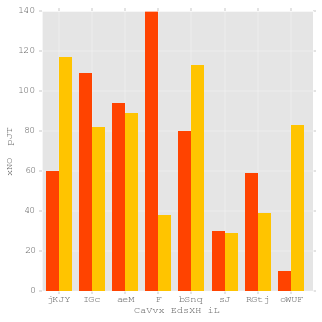 140
120
100
80
60
40
20
0
xNO pJT
jKJY IGc aeM F bSnq sJ RGtj oWUF
CaVvx EdsXH iL